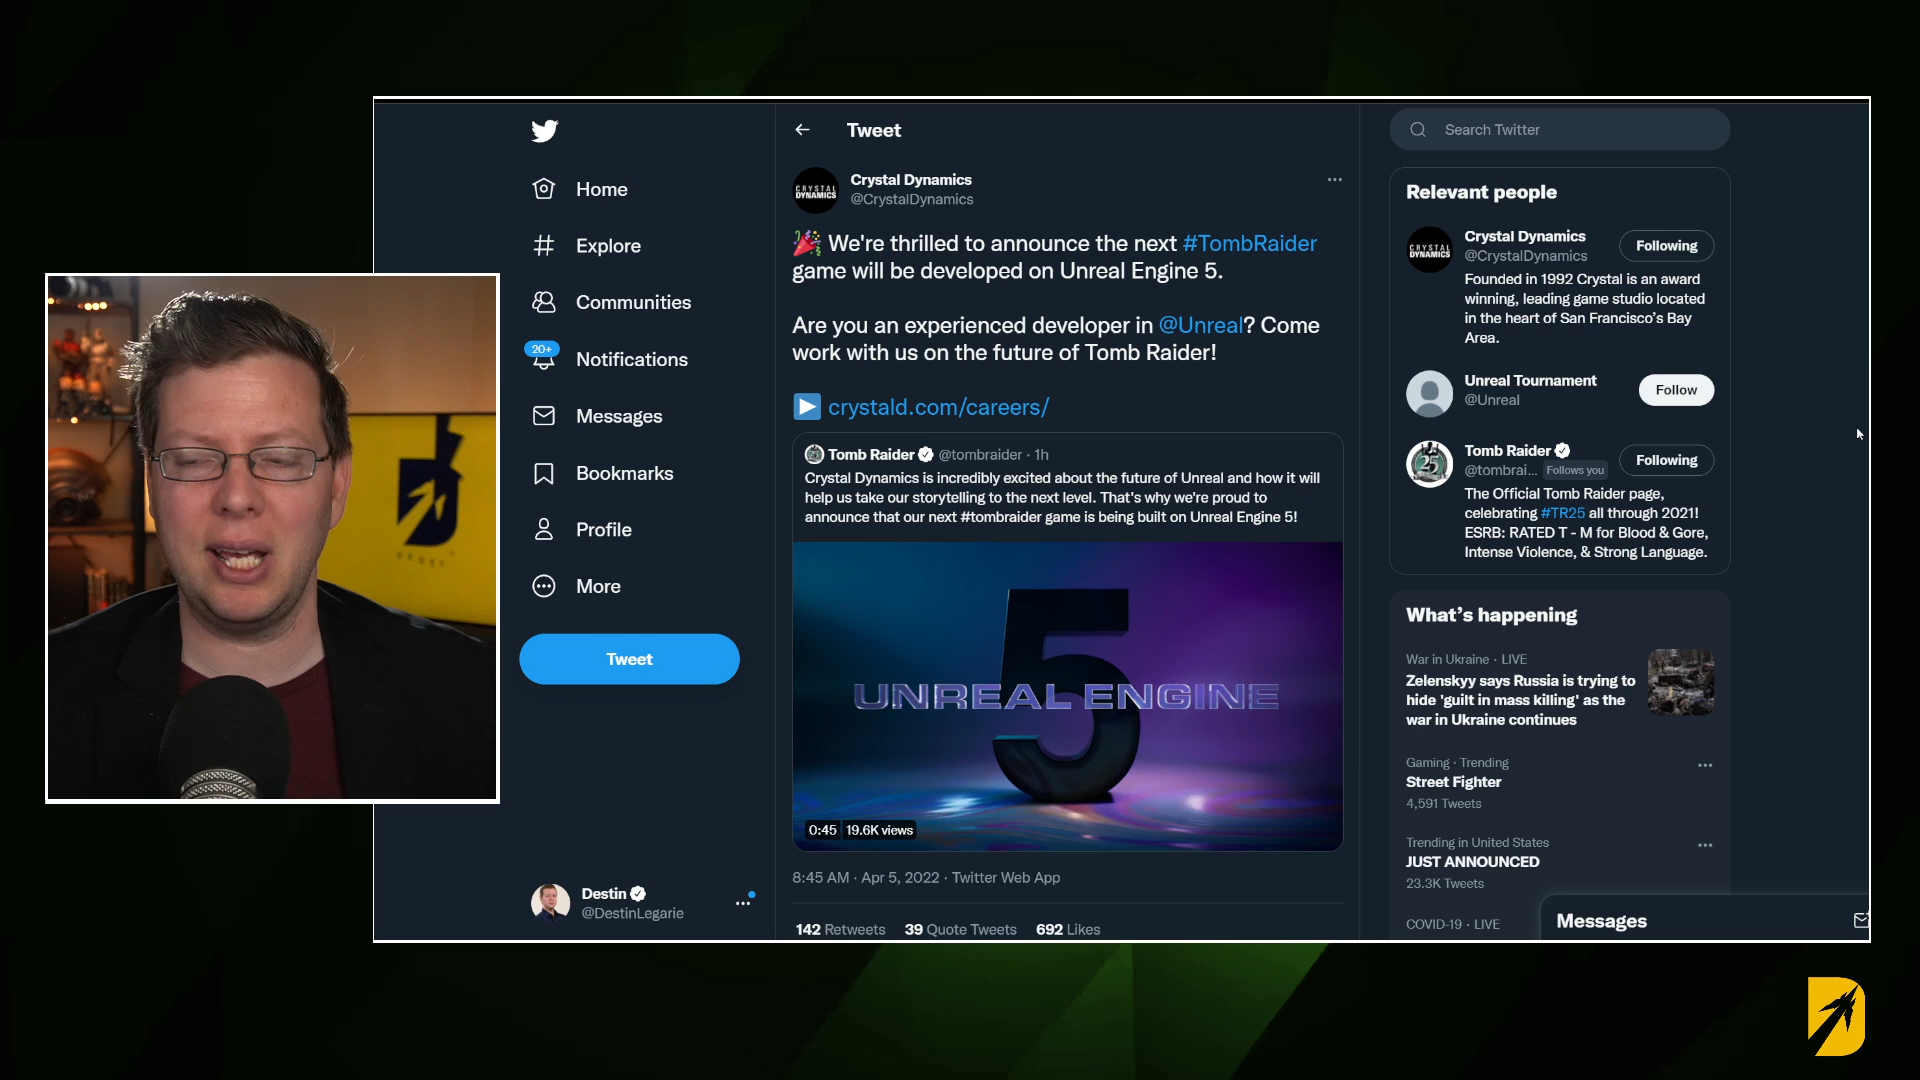 Home
Explore
Communities
20+
Notifications
Messages
Bookmarks
Profile
More
Tweet
Destin
@DestinLegarie
Tweet
CRYSTAL
DYNAMICS
Crystal Dynamics
@CrystalDynamics
🎉 We're thrilled to announce the next #TombRaider
game will be developed on Unreal Engine 5.
Are you an experienced developer in @Unreal? Come
work with us on the future of Tomb Raider!
▶ crystald.com/careers/
Tomb Raider @tombraider · 1h
Crystal Dynamics is incredibly excited about the future of Unreal and how it will
help us take our storytelling to the next level. That's why we're proud to
announce that our next #tombraider game is being built on Unreal Engine 5!
5
UNREAL ENGINE
0:45 19.6K views
8:45 AM · Apr 5, 2022 · Twitter Web App
142 Retweets 39 Quote Tweets 692 Likes
Search Twitter
Relevant people
CRYSTAL
DYNAMICS
Crystal Dynamics
@CrystalDynamics
Following
Founded in 1992 Crystal is an award
winning, leading game studio located
in the heart of San Francisco's Bay
Area.
Unreal Tournament
@Unreal
Follow
25
Tomb Raider
@tombrai... Follows you
Following
The Official Tomb Raider page,
celebrating #TR25 all through 2021!
ESRB: RATED T - M for Blood & Gore,
Intense Violence, & Strong Language.
What's happening
War in Ukraine · LIVE
Zelenskyy says Russia is trying to
hide 'guilt in mass killing' as the
war in Ukraine continues
Gaming · Trending
Street Fighter
4,591 Tweets
Trending in United States
JUST ANNOUNCED
23.3K Tweets
COVID-19 · LIVE
Messages